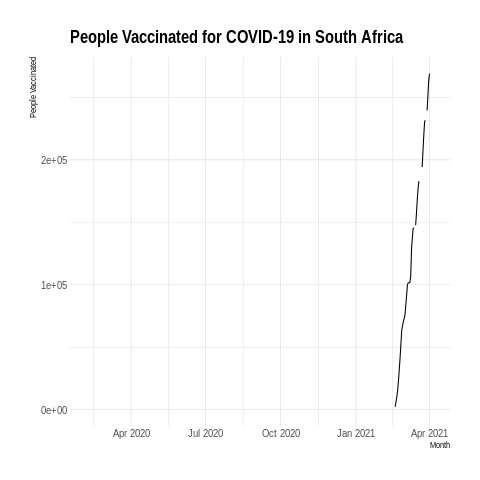 People Vaccinated for COVID-19 in South Africa
People Vaccinated
2e+05
1e+05
0e+00
Apr 2020 Jul 2020 Oct 2020 Jan 2021 Apr 2021
Month